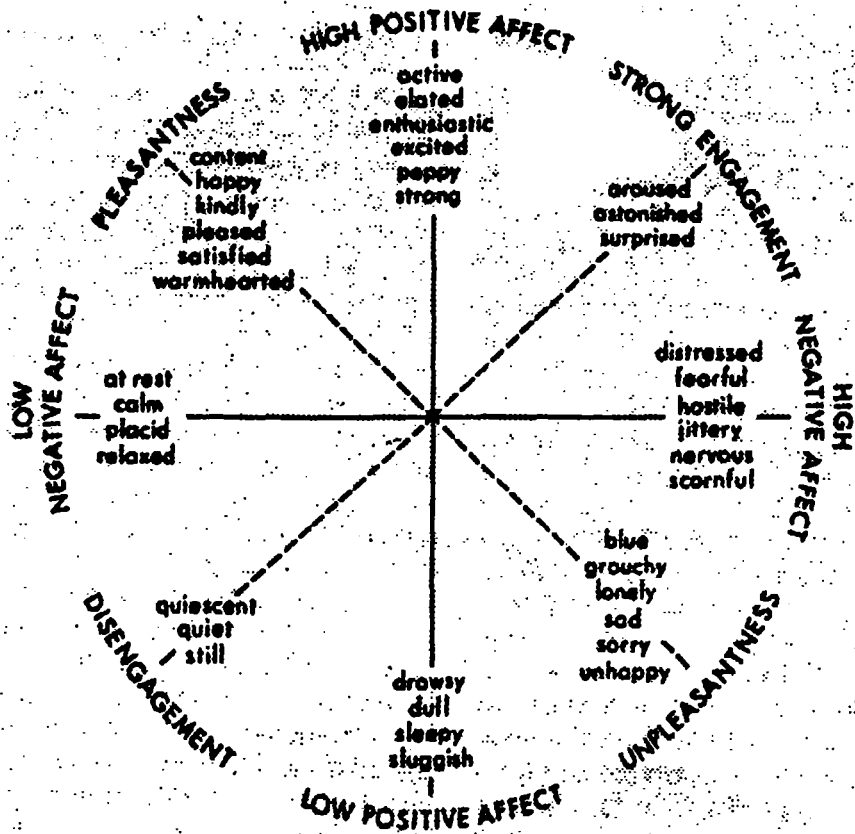 HIGH POSITIVE AFFECT
active
elated
enthusiastic
excited
peppy
strong
STRONG ENGAGEMENT
aroused
astonished
surprised
PLEASANTNESS
content
happy
kindly
pleased
satisfied
warmhearted
LOW
NEGATIVE AFFECT
at rest
calm
placid
relaxed
HIGH
NEGATIVE AFFECT
distressed
fearful
hostile
jittery
nervous
scornful
DISENGAGEMENT
quiescent
quiet
still
UNPLEASANTNESS
blue
grouchy
lonely
sad
sorry
unhappy
drowsy
dull
sleepy
sluggish
LOW POSITIVE AFFECT